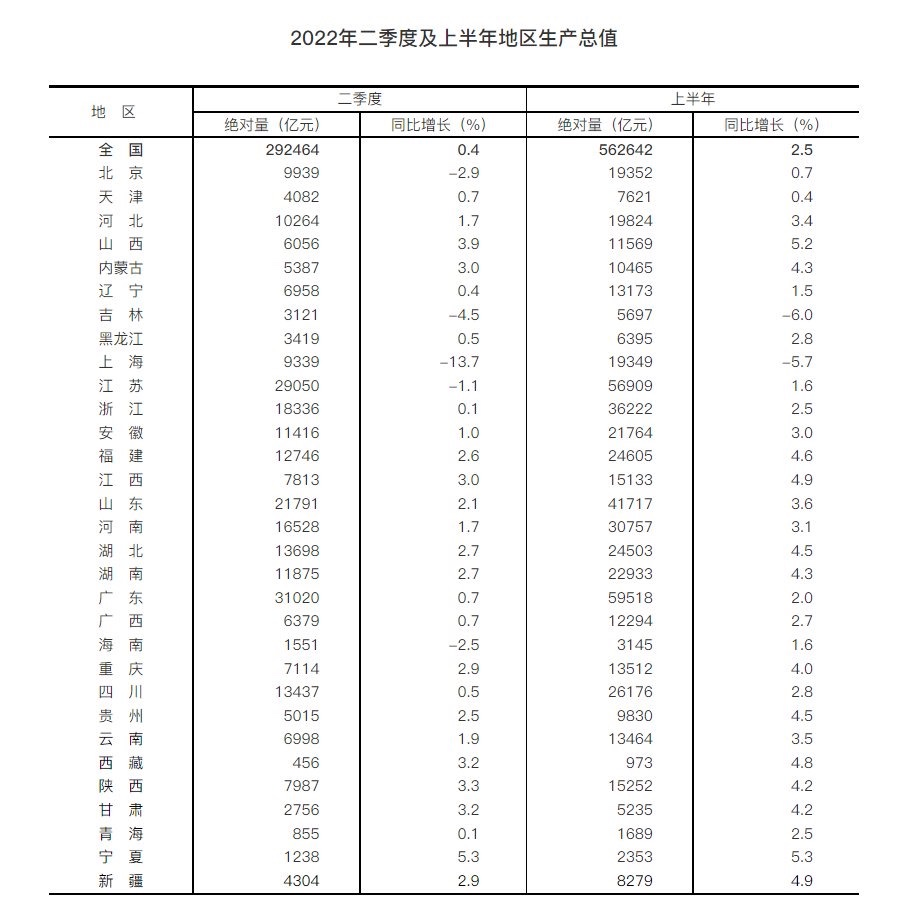 2022年二季度及上半年地区生产总值
地 区 二季度 上半年
绝对量（亿元） 同比增长（%） 绝对量（亿元） 同比增长（%）
全 国 292464 0.4 562642 2.5
北 京 9939 –2.9 19352 0.7
天 津 4082 0.7 7621 0.4
河 北 10264 1.7 19824 3.4
山 西 6056 3.9 11569 5.2
内蒙古 5387 3.0 10465 4.3
辽 宁 6958 0.4 13173 1.5
吉 林 3121 –4.5 5697 –6.0
黑龙江 3419 0.5 6395 2.8
上 海 9339 –13.7 19349 –5.7
江 苏 29050 –1.1 56909 1.6
浙 江 18336 0.1 36222 2.5
安 徽 11416 1.0 21764 3.0
福 建 12746 2.6 24605 4.6
江 西 7813 3.0 15133 4.9
山 东 21791 2.1 41717 3.6
河 南 16528 1.7 30757 3.1
湖 北 13698 2.7 24503 4.5
湖 南 11875 2.7 22933 4.3
广 东 31020 0.7 59518 2.0
广 西 6379 0.7 12294 2.7
海 南 1551 –2.5 3145 1.6
重 庆 7114 2.9 13512 4.0
四 川 13437 0.5 26176 2.8
贵 州 5015 2.5 9830 4.5
云 南 6998 1.9 13464 3.5
西 藏 456 3.2 973 4.8
陕 西 7987 3.3 15252 4.2
甘 肃 2756 3.2 5235 4.2
青 海 855 0.1 1689 2.5
宁 夏 1238 5.3 2353 5.3
新 疆 4304 2.9 8279 4.9